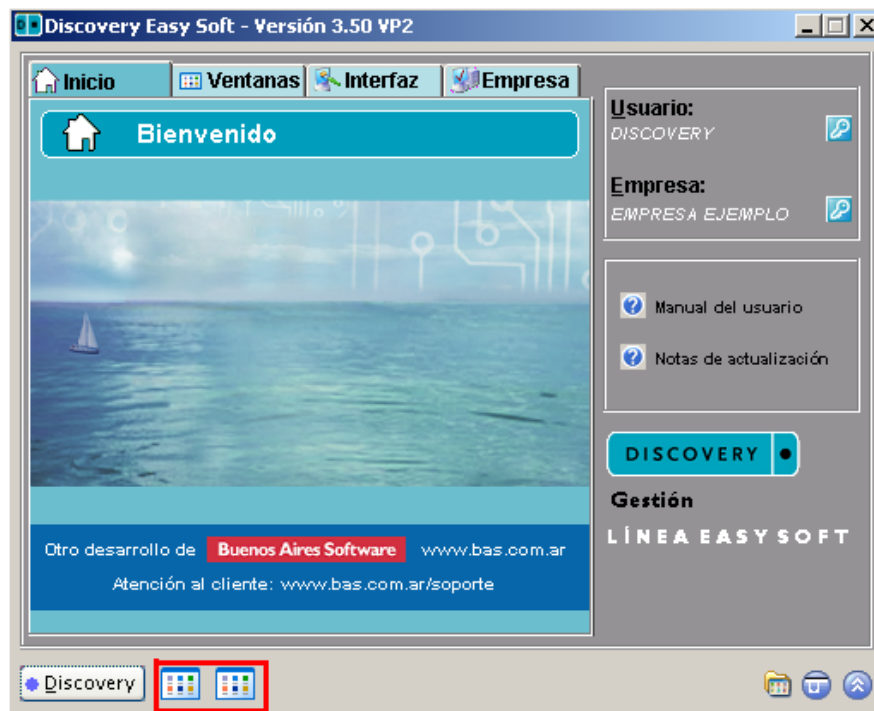 Discovery Easy Soft - Versión 3.50 VP2
Inicio
Ventanas
Interfaz
Empresa
Bienvenido
Usuario:
DISCOVERY
Empresa:
EMPRESA EJEMPLO
Manual del usuario
Notas de actualización
DISCOVERY
Gestión
LÍNEA EASY SOFT
Otro desarrollo de Buenos Aires Software www.bas.com.ar
Atención al cliente: www.bas.com.ar/soporte
Discovery